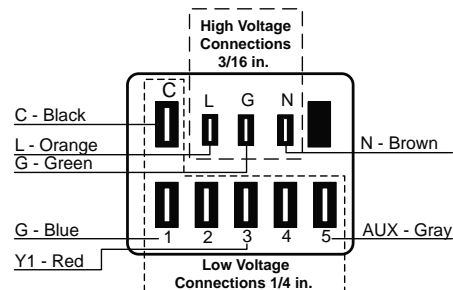 High Voltage
Connections
3/16 in.
C
L G N
C - Black
L - Orange
G - Green
N - Brown
G - Blue
1 2 3 4 5
AUX - Gray
Y1 - Red
Low Voltage
Connections 1/4 in.